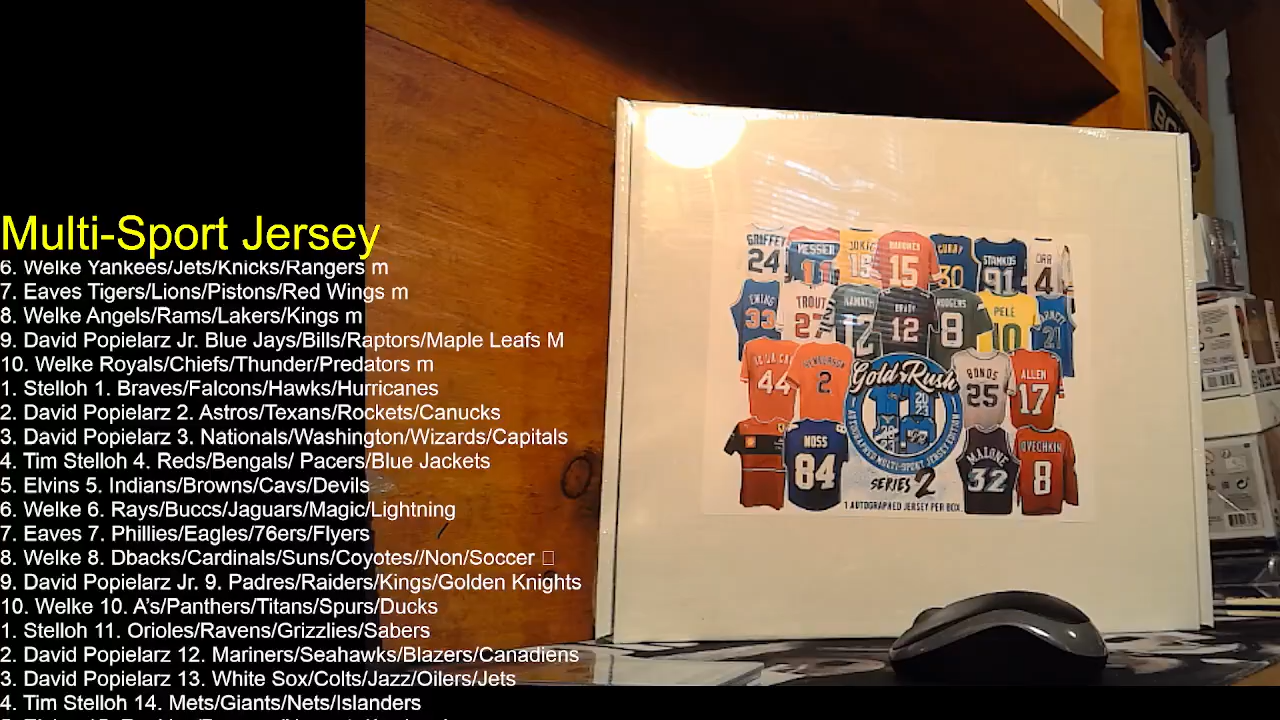 Multi-Sport Jersey
6. Welke Yankees/Jets/Knicks/Rangers m
7. Eaves Tigers/Lions/Pistons/Red Wings m
8. Welke Angels/Rams/Lakers/Kings m
9. David Popielarz Jr. Blue Jays/Bills/Raptors/Maple Leafs M
10. Welke Royals/Chiefs/Thunder/Predators m
1. Stelloh 1. Braves/Falcons/Hawks/Hurricanes
2. David Popielarz 2. Astros/Texans/Rockets/Canucks
3. David Popielarz 3. Nationals/Washington/Wizards/Capitals
4. Tim Stelloh 4. Reds/Bengals/ Pacers/Blue Jackets
5. Elvins 5. Indians/Browns/Cavs/Devils
6. Welke 6. Rays/Buccs/Jaguars/Magic/Lightning
7. Eaves 7. Phillies/Eagles/76ers/Flyers
8. Welke 8. Dbacks/Cardinals/Suns/Coyotes//Non/Soccer
9. David Popielarz Jr. 9. Padres/Raiders/Kings/Golden Knights
10. Welke 10. A's/Panthers/Titans/Spurs/Ducks
1. Stelloh 11. Orioles/Ravens/Grizzlies/Sabers
2. David Popielarz 12. Mariners/Seahawks/Blazers/Canadiens
3. David Popielarz 13. White Sox/Colts/Jazz/Oilers/Jets
4. Tim Stelloh 14. Mets/Giants/Nets/Islanders
GRIFFEY 24
MESSIER 11
15
MAHOMES 15
CURRY 30
STAMKOS 91
ORR 4
EWING 33
TROUT 27
NAMATH 12
BRADY 12
RODGERS 8
PELE 10
21
44
2
Gold Rush
2023
AUTOGRAPHED MULTI-SPORT JERSEY EDITION
SERIES 2
1 AUTOGRAPHED JERSEY PER BOX
BONDS 25
ALLEN 17
MOSS 84
MALONE 32
OVECHKIN 8